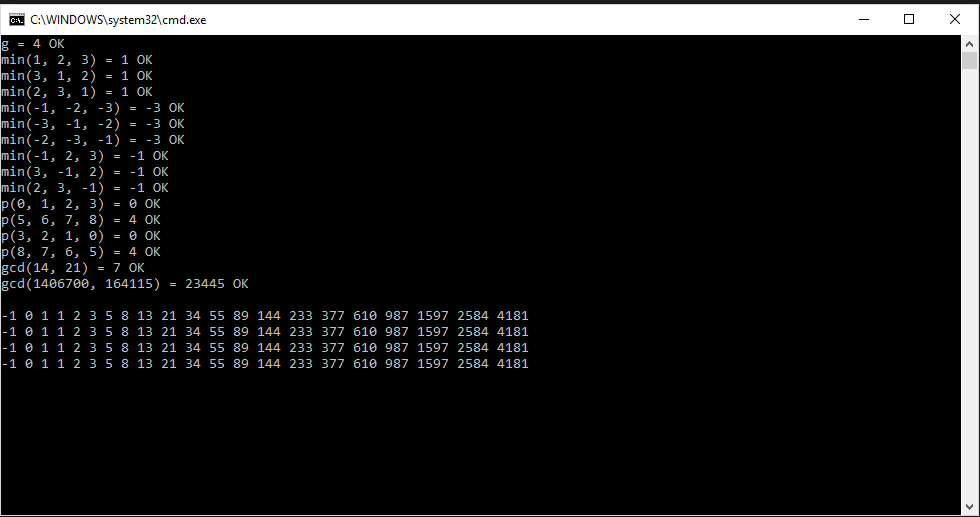 C:\WINDOWS\system32\cmd.exe
g = 4 OK
min(1, 2, 3) = 1 OK
min(3, 1, 2) = 1 OK
min(2, 3, 1) = 1 OK
min(-1, -2, -3) = -3 OK
min(-3, -1, -2) = -3 OK
min(-2, -3, -1) = -3 OK
min(-1, 2, 3) = -1 OK
min(3, -1, 2) = -1 OK
min(2, 3, -1) = -1 OK
p(0, 1, 2, 3) = 0 OK
p(5, 6, 7, 8) = 4 OK
p(3, 2, 1, 0) = 0 OK
p(8, 7, 6, 5) = 4 OK
gcd(14, 21) = 7 OK
gcd(1406700, 164115) = 23445 OK
-1 0 1 1 2 3 5 8 13 21 34 55 89 144 233 377 610 987 1597 2584 4181
-1 0 1 1 2 3 5 8 13 21 34 55 89 144 233 377 610 987 1597 2584 4181
-1 0 1 1 2 3 5 8 13 21 34 55 89 144 233 377 610 987 1597 2584 4181
-1 0 1 1 2 3 5 8 13 21 34 55 89 144 233 377 610 987 1597 2584 4181